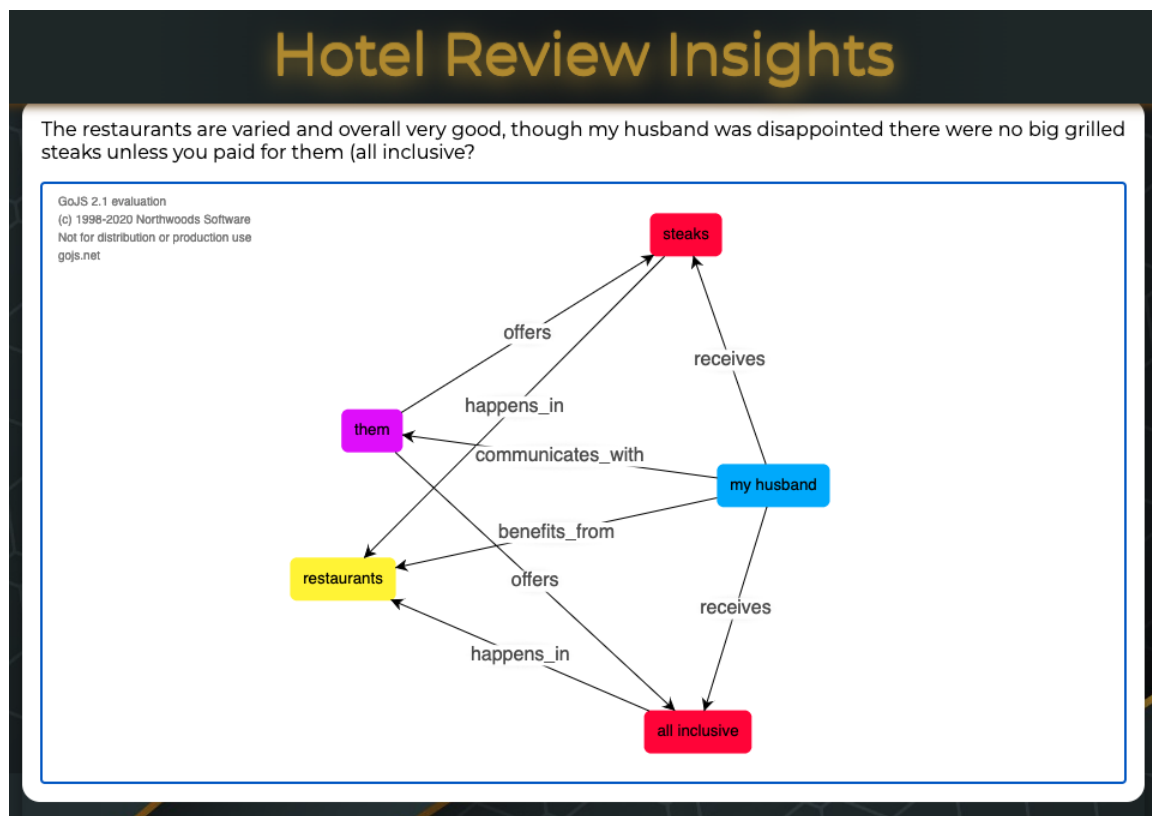 Hotel Review Insights
The restaurants are varied and overall very good, though my husband was disappointed there were no big grilled
steaks unless you paid for them (all inclusive?
GoJS 2.1 evaluation
(c) 1998-2020 Northwoods Software
Not for distribution or production use
gojs.net
steaks
offers
receives
happens_in
them
communicates_with
my husband
benefits_from
restaurants
offers
receives
happens_in
all inclusive